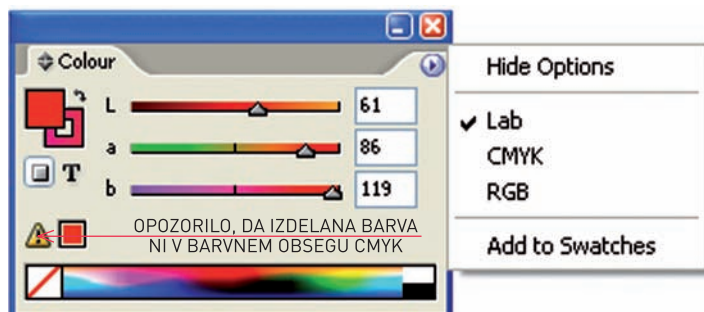 Colour
L 61
a 86
T
b 119
OPOZORILO, DA IZDELANA BARVA
NI V BARVNEM OBSEGU CMYK
Hide Options
Lab
CMYK
RGB
Add to Swatches